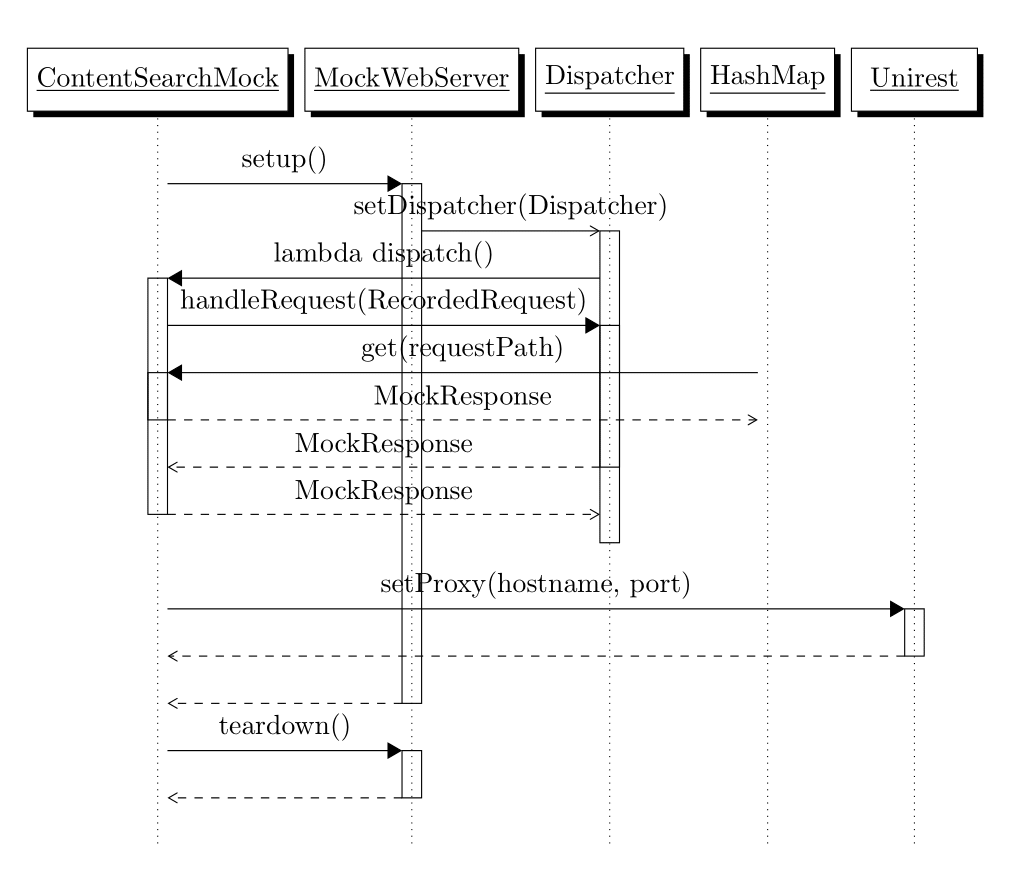 ContentSearchMock
MockWebServer
Dispatcher
HashMap
Unirest
setup()
setDispatcher(Dispatcher)
lambda dispatch()
handleRequest(RecordedRequest)
get(requestPath)
MockResponse
MockResponse
MockResponse
setProxy(hostname, port)
teardown()